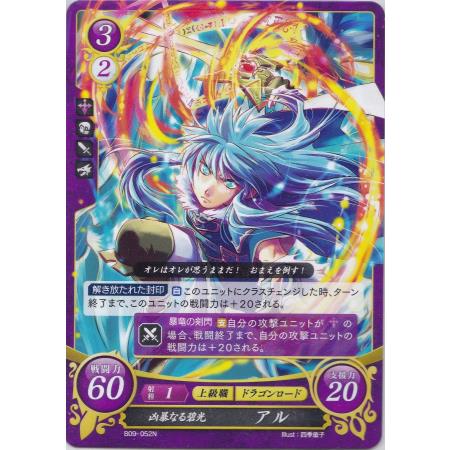 3
2
オレはオレが思うままだ! おまえを倒す!
解き放たれた封印 自 このユニットにクラスチェンジした時、ターン
終了まで、このユニットの戦闘力は+20される。
暴竜の剣閃 支 自分の攻撃ユニットが
の場合、戦闘終了まで、自分の攻撃ユニットの
戦闘力は+20される。
戦闘力
60
射程 1 上級職 ドラゴンロード
支援力
20
凶暴なる碧光 アル
B09-052N Illust:四季童子